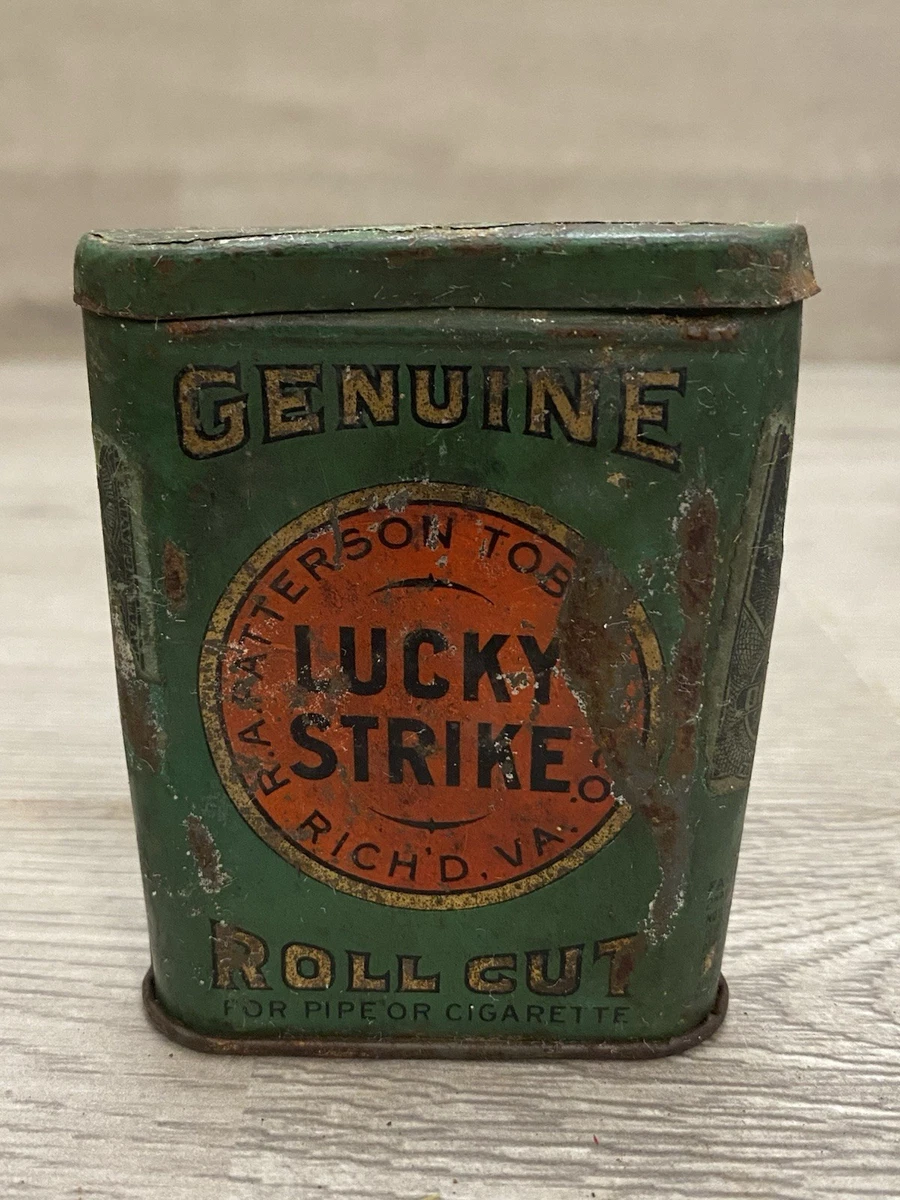 GENUINE
R.A. PATTERSON TOB
LUCKY
STRIKE
RICH'D, VA.
ROLL CUT
FOR PIPE OR CIGARETTE